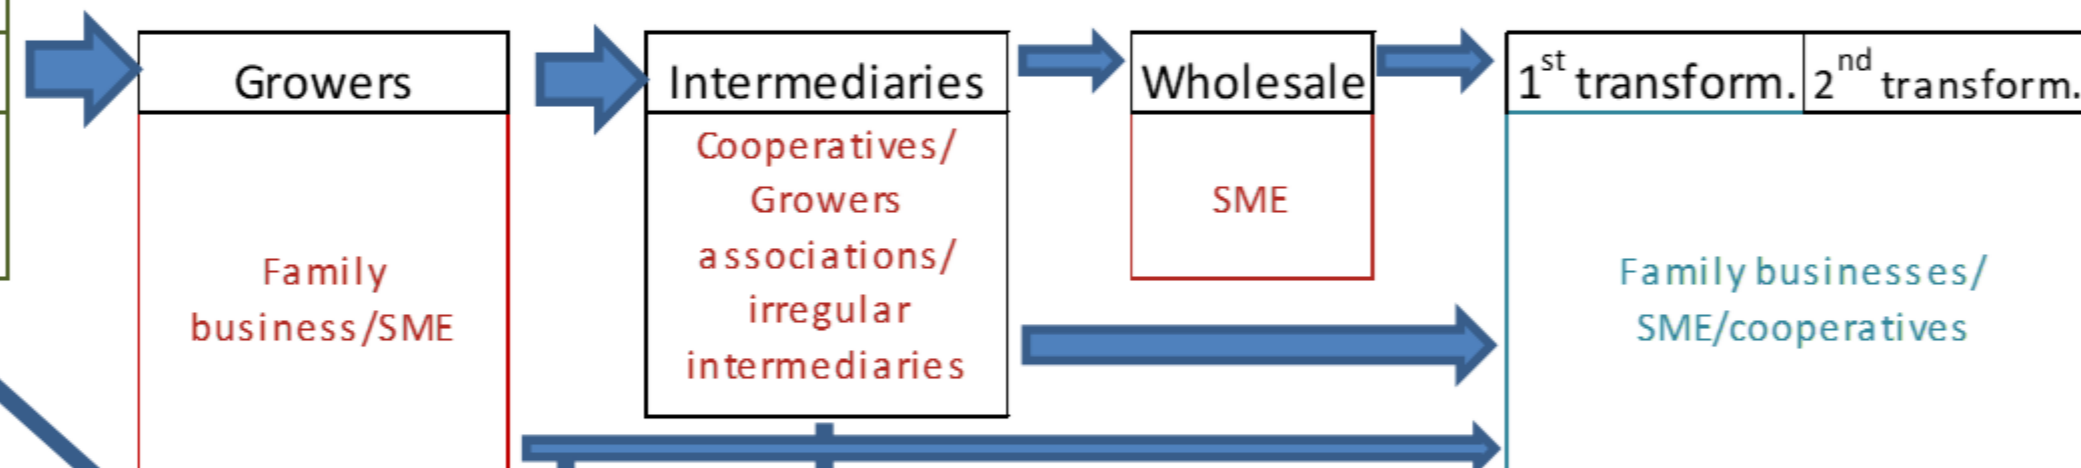 Growers
Intermediaries
Wholesale
1st transform.
2nd transform.
Family
business/SME
Cooperatives/
Growers
associations/
irregular
intermediaries
SME
Family businesses/
SME/cooperatives